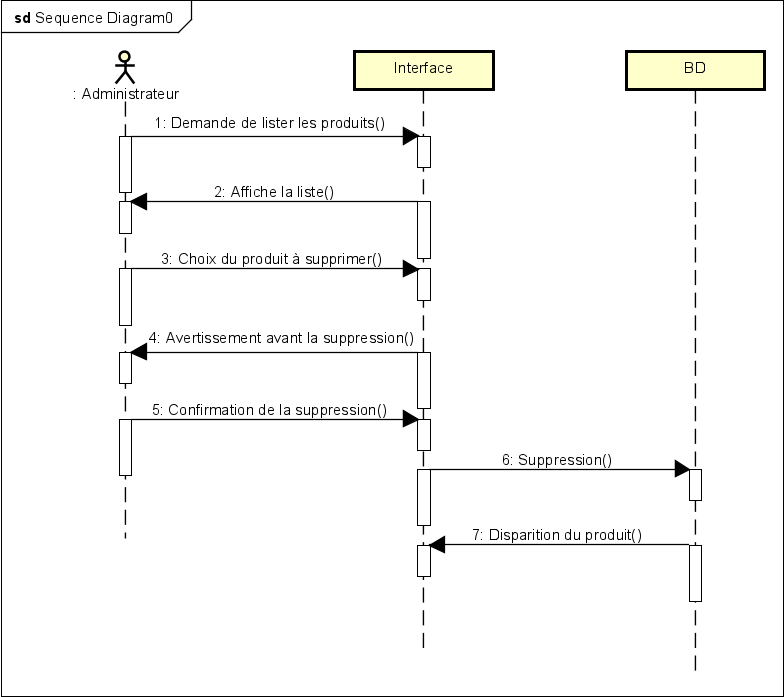 sd Sequence Diagram0
: Administrateur
Interface
BD
1: Demande de lister les produits()
2: Affiche la liste()
3: Choix du produit à supprimer()
4: Avertissement avant la suppression()
5: Confirmation de la suppression()
6: Suppression()
7: Disparition du produit()